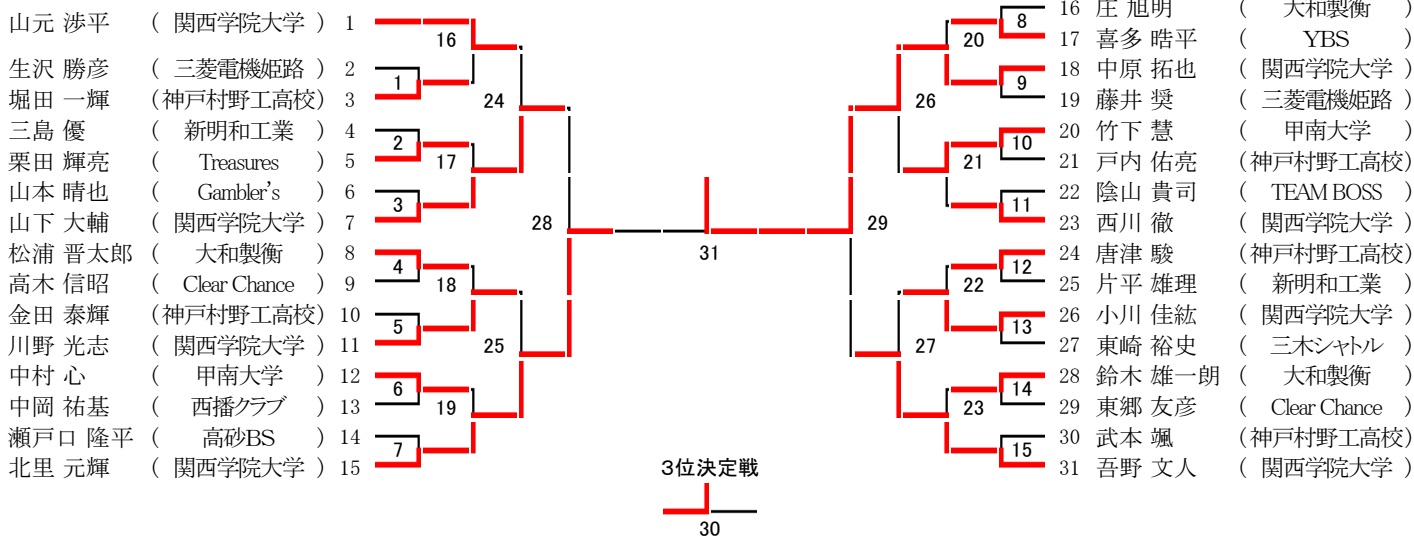 山元 渉平 ( 関西学院大学 ) 1
生沢 勝彦 ( 三菱電機姫路 ) 2
堀田 一輝 (神戸村野工高校) 3
三島 優 ( 新明和工業 ) 4
栗田 輝亮 ( Treasures ) 5
山本 晴也 ( Gambler's ) 6
山下 大輔 ( 関西学院大学 ) 7
松浦 晋太郎 ( 大和製衡 ) 8
高木 信昭 ( Clear Chance ) 9
金田 泰輝 (神戸村野工高校) 10
川野 光志 ( 関西学院大学 ) 11
中村 心 ( 甲南大学 ) 12
中岡 祐基 ( 西播クラブ ) 13
瀬戸口 隆平 ( 高砂BS ) 14
北里 元輝 ( 関西学院大学 ) 15
16
1
24
2
17
3
28
4
18
5
25
6
19
7
31
3位決定戦
30
8
20
9
26
10
21
11
29
12
22
13
27
14
23
15
16 庄 旭明 ( 大和製衡 )
17 喜多 晧平 ( YBS )
18 中原 拓也 ( 関西学院大学 )
19 藤井 奨 ( 三菱電機姫路 )
20 竹下 慧 ( 甲南大学 )
21 戸内 佑亮 (神戸村野工高校)
22 陰山 貴司 ( TEAM BOSS )
23 西川 徹 ( 関西学院大学 )
24 唐津 駿 (神戸村野工高校)
25 片平 雄理 ( 新明和工業 )
26 小川 佳紘 ( 関西学院大学 )
27 東崎 裕史 ( 三木シャトル )
28 鈴木 雄一朗 ( 大和製衡 )
29 東郷 友彦 ( Clear Chance )
30 武本 颯 (神戸村野工高校)
31 吾野 文人 ( 関西学院大学 )